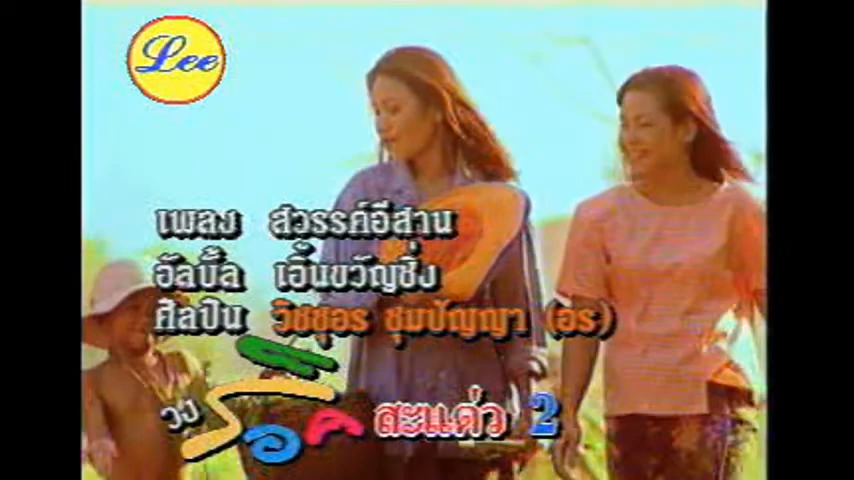 Lee
เพลง สวรรค์อีสาน
อัลบั้ล เอิ้นขวัญซิ่ง
ศิลปิน วิชชุอร ชุมปัญญา (อร)
วง ร็อค สะแด่ว 2